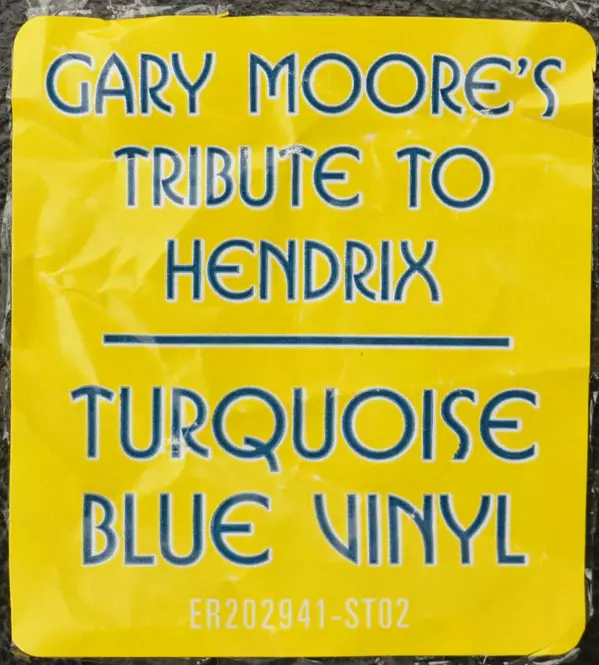 GARY MOORE'S
TRIBUTE TO
HENDRIX
TURQUOISE
BLUE VINYL
ER202941-ST02